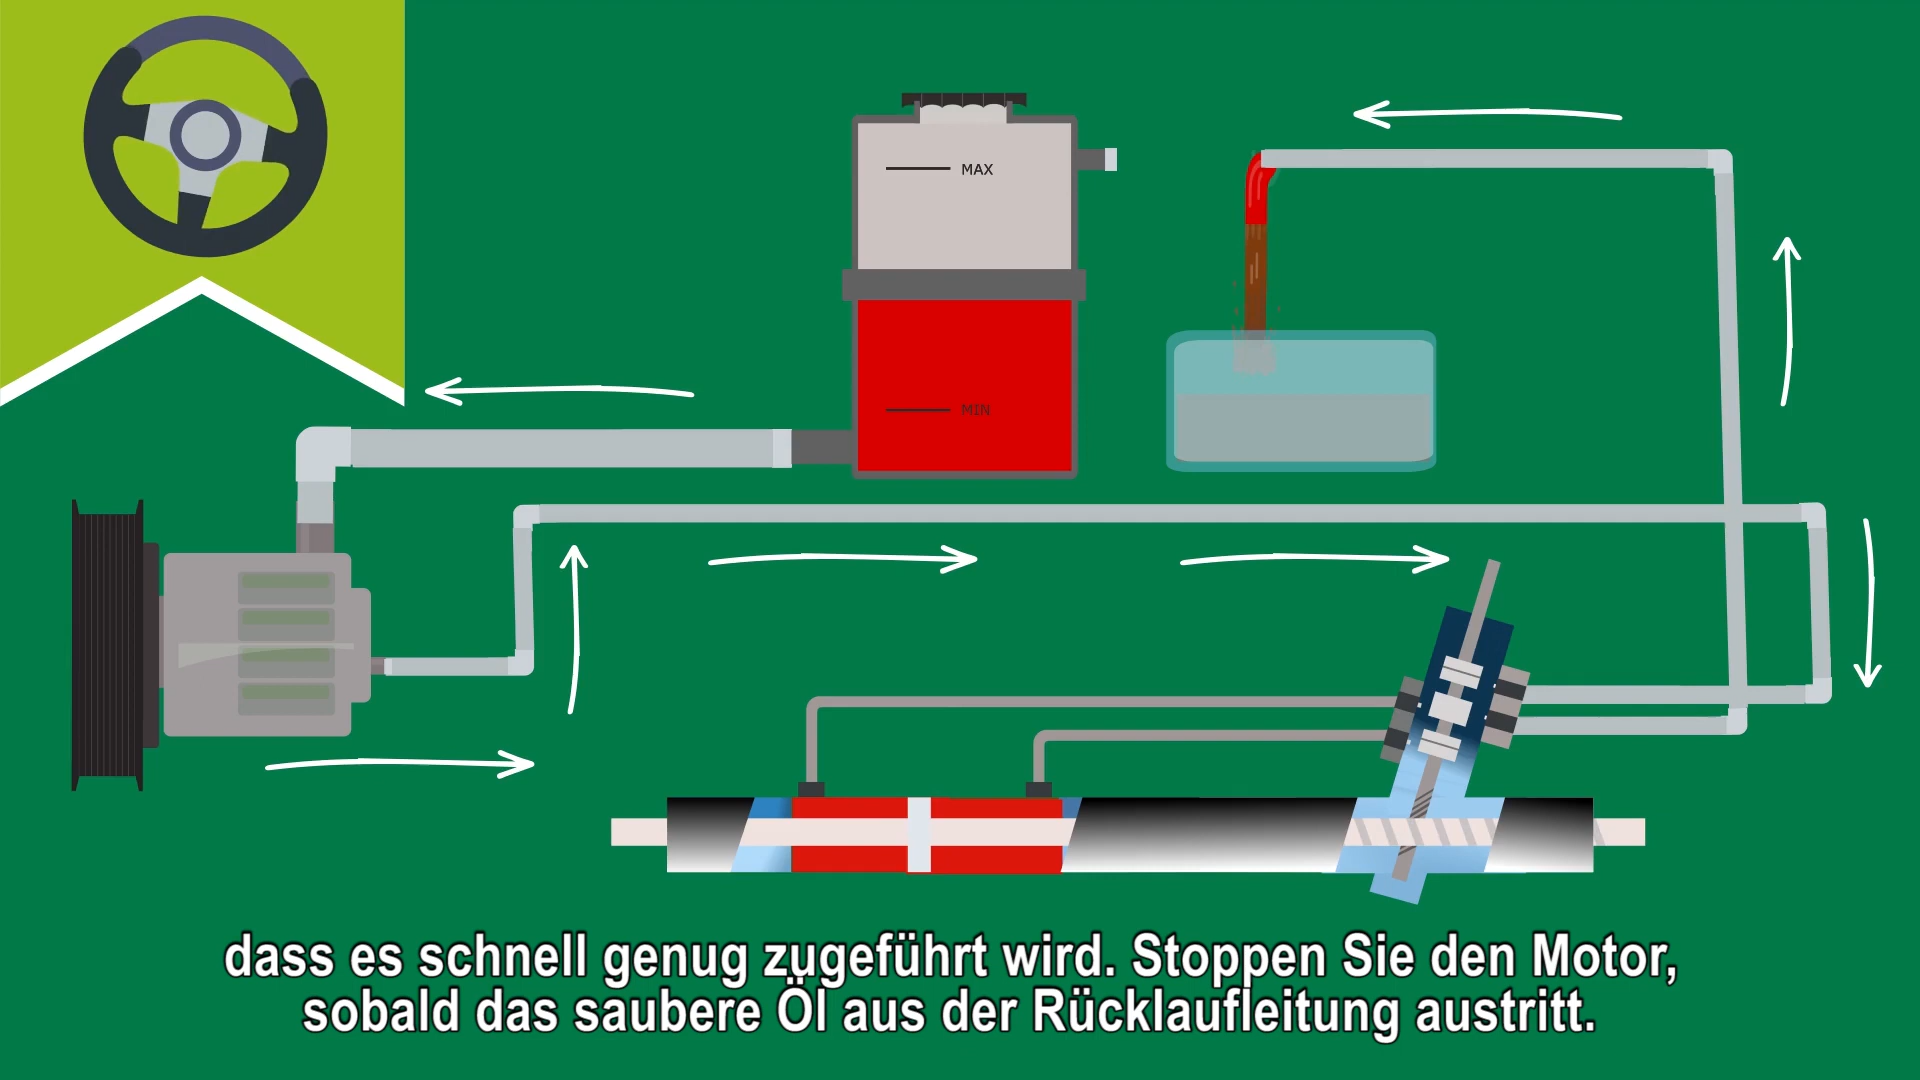 MAX
MIN
dass es schnell genug zugeführt wird. Stoppen Sie den Motor,
sobald das saubere Öl aus der Rücklaufleitung austritt.